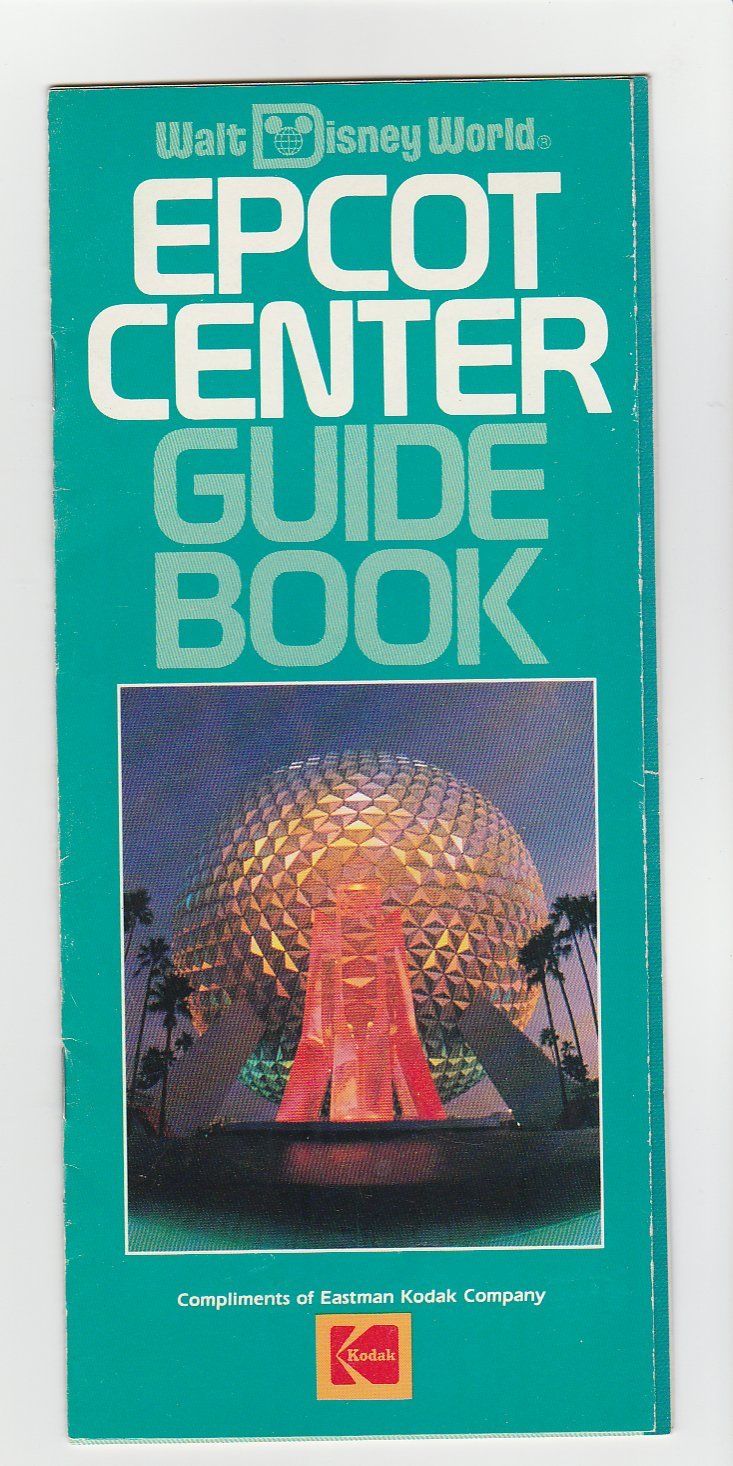 Walt Disney World®
EPCOT
CENTER
GUIDE
BOOK
Compliments of Eastman Kodak Company
Kodak